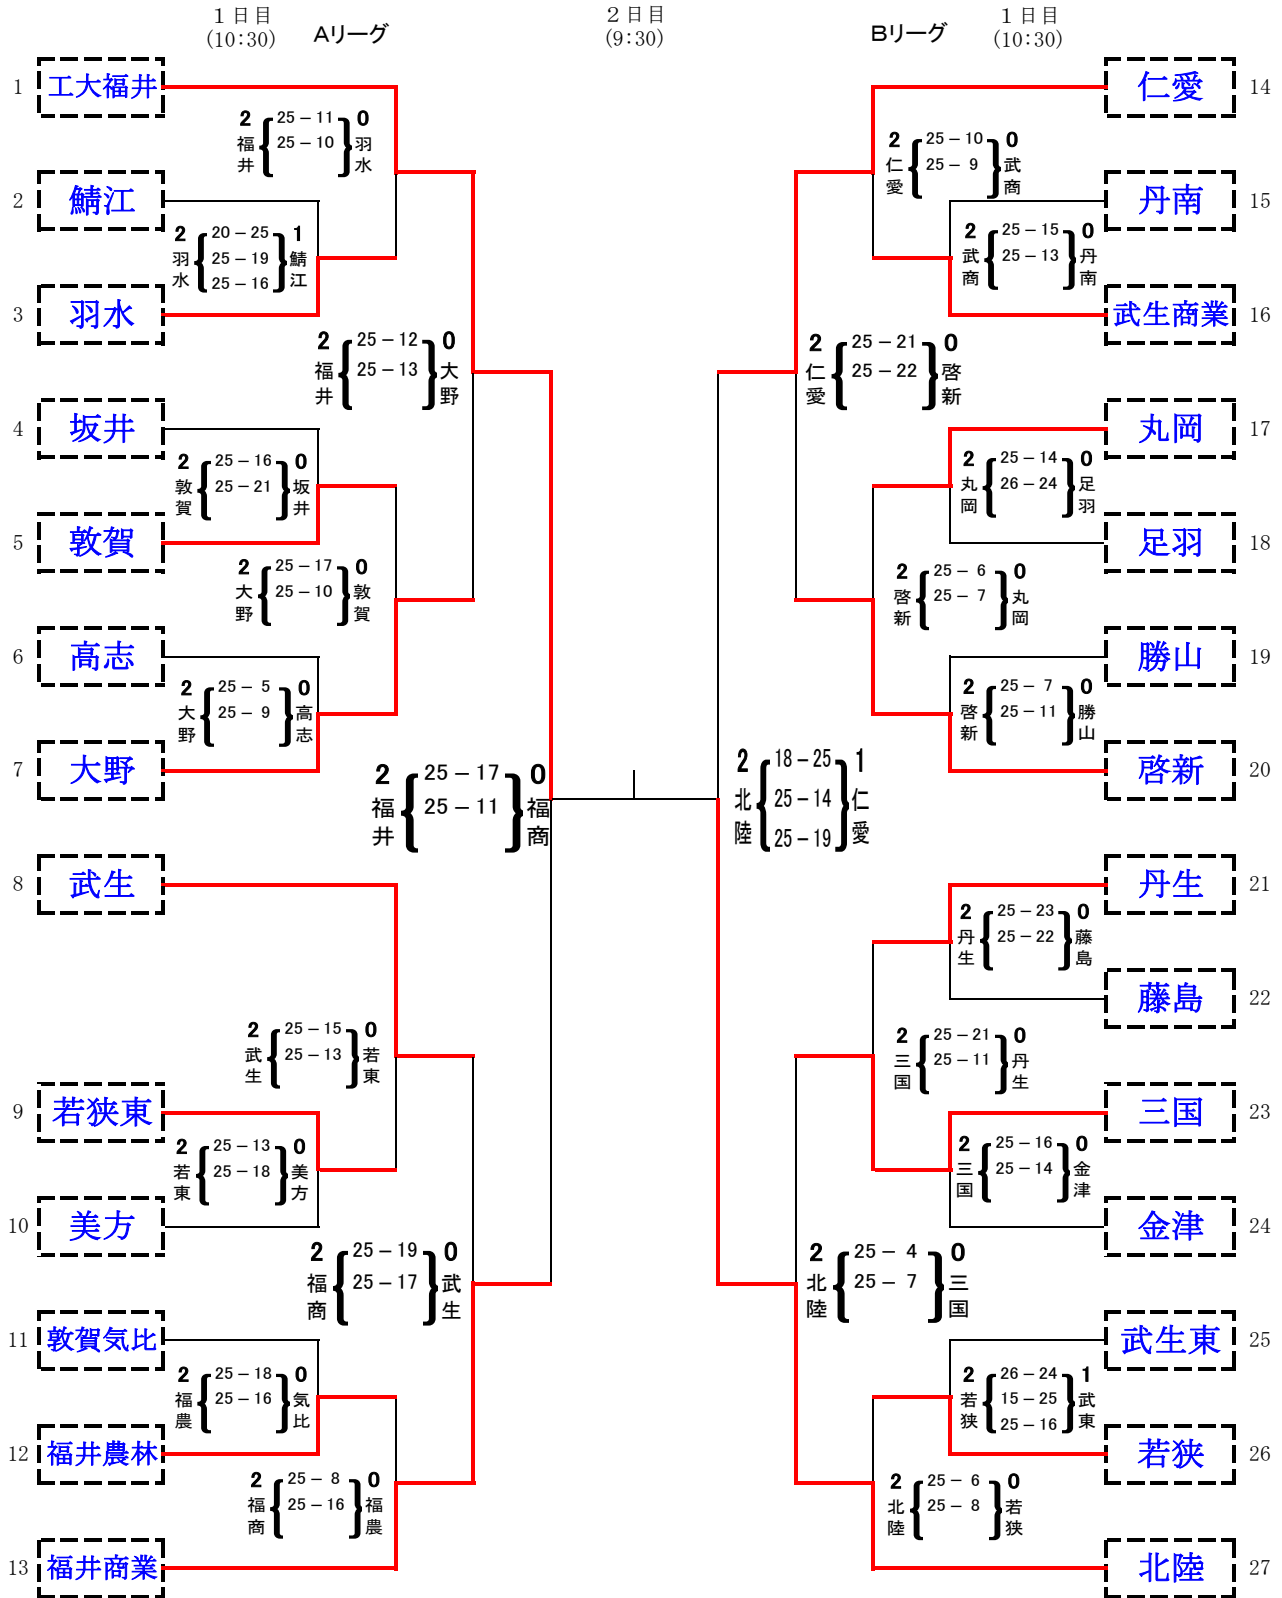 1日目 (10:30)
Aリーグ
2日目 (9:30)
Bリーグ
1日目 (10:30)
1 工大福井
2 福井 { 25－11 25－10 } 0 羽水
2 鯖江
2 羽水 { 20－25 25－19 25－16 } 1 鯖江
3 羽水
2 福井 { 25－12 25－13 } 0 大野
4 坂井
2 敦賀 { 25－16 25－21 } 0 坂井
5 敦賀
2 大野 { 25－17 25－10 } 0 敦賀
6 高志
2 大野 { 25－5 25－9 } 0 高志
7 大野
2 福井 { 25－17 25－11 } 0 福商
8 武生
2 武生 { 25－15 25－13 } 0 若東
9 若狭東
2 若東 { 25－13 25－18 } 0 美方
10 美方
2 福商 { 25－19 25－17 } 0 武生
11 敦賀気比
2 福農 { 25－18 25－16 } 0 気比
12 福井農林
2 福商 { 25－8 25－16 } 0 福農
13 福井商業
仁愛 14
2 仁愛 { 25－10 25－9 } 0 武商
丹南 15
2 武商 { 25－15 25－13 } 0 丹南
武生商業 16
2 仁愛 { 25－21 25－22 } 0 啓新
丸岡 17
2 丸岡 { 25－14 26－24 } 0 足羽
足羽 18
2 啓新 { 25－6 25－7 } 0 丸岡
勝山 19
2 啓新 { 25－7 25－11 } 0 勝山
啓新 20
2 北陸 { 18－25 25－14 25－19 } 1 仁愛
丹生 21
2 丹生 { 25－23 25－22 } 0 藤島
藤島 22
2 三国 { 25－21 25－11 } 0 丹生
三国 23
2 三国 { 25－16 25－14 } 0 金津
金津 24
2 北陸 { 25－4 25－7 } 0 三国
武生東 25
2 若狭 { 26－24 15－25 25－16 } 1 武東
若狭 26
2 北陸 { 25－6 25－8 } 0 若狭
北陸 27